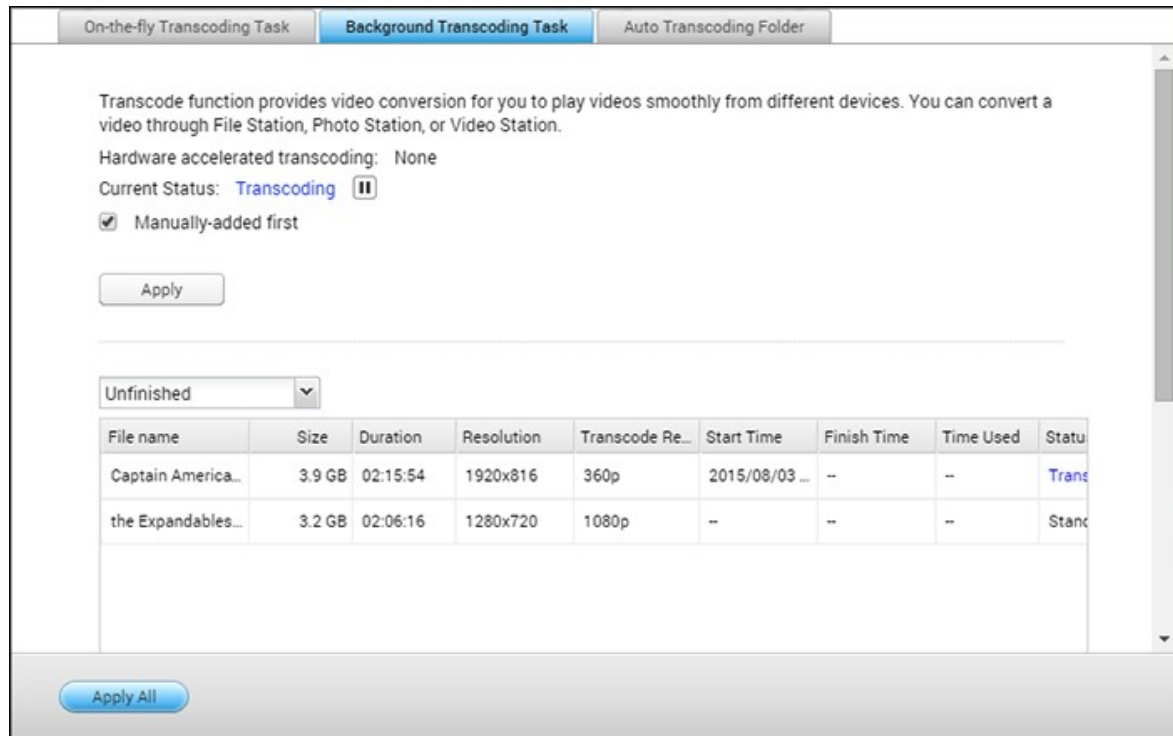 On-the-fly Transcoding Task Background Transcoding Task Auto Transcoding Folder
Transcode function provides video conversion for you to play videos smoothly from different devices. You can convert a
video through File Station, Photo Station, or Video Station.
Hardware accelerated transcoding: None
Current Status: Transcoding
Manually-added first
Apply
Unfinished
File name Size Duration Resolution Transcode Re... Start Time Finish Time Time Used Statu
Captain America... 3.9 GB 02:15:54 1920x816 360p 2015/08/03 ... -- -- Trans
the Expandables... 3.2 GB 02:06:16 1280x720 1080p -- -- -- Stand
Apply All